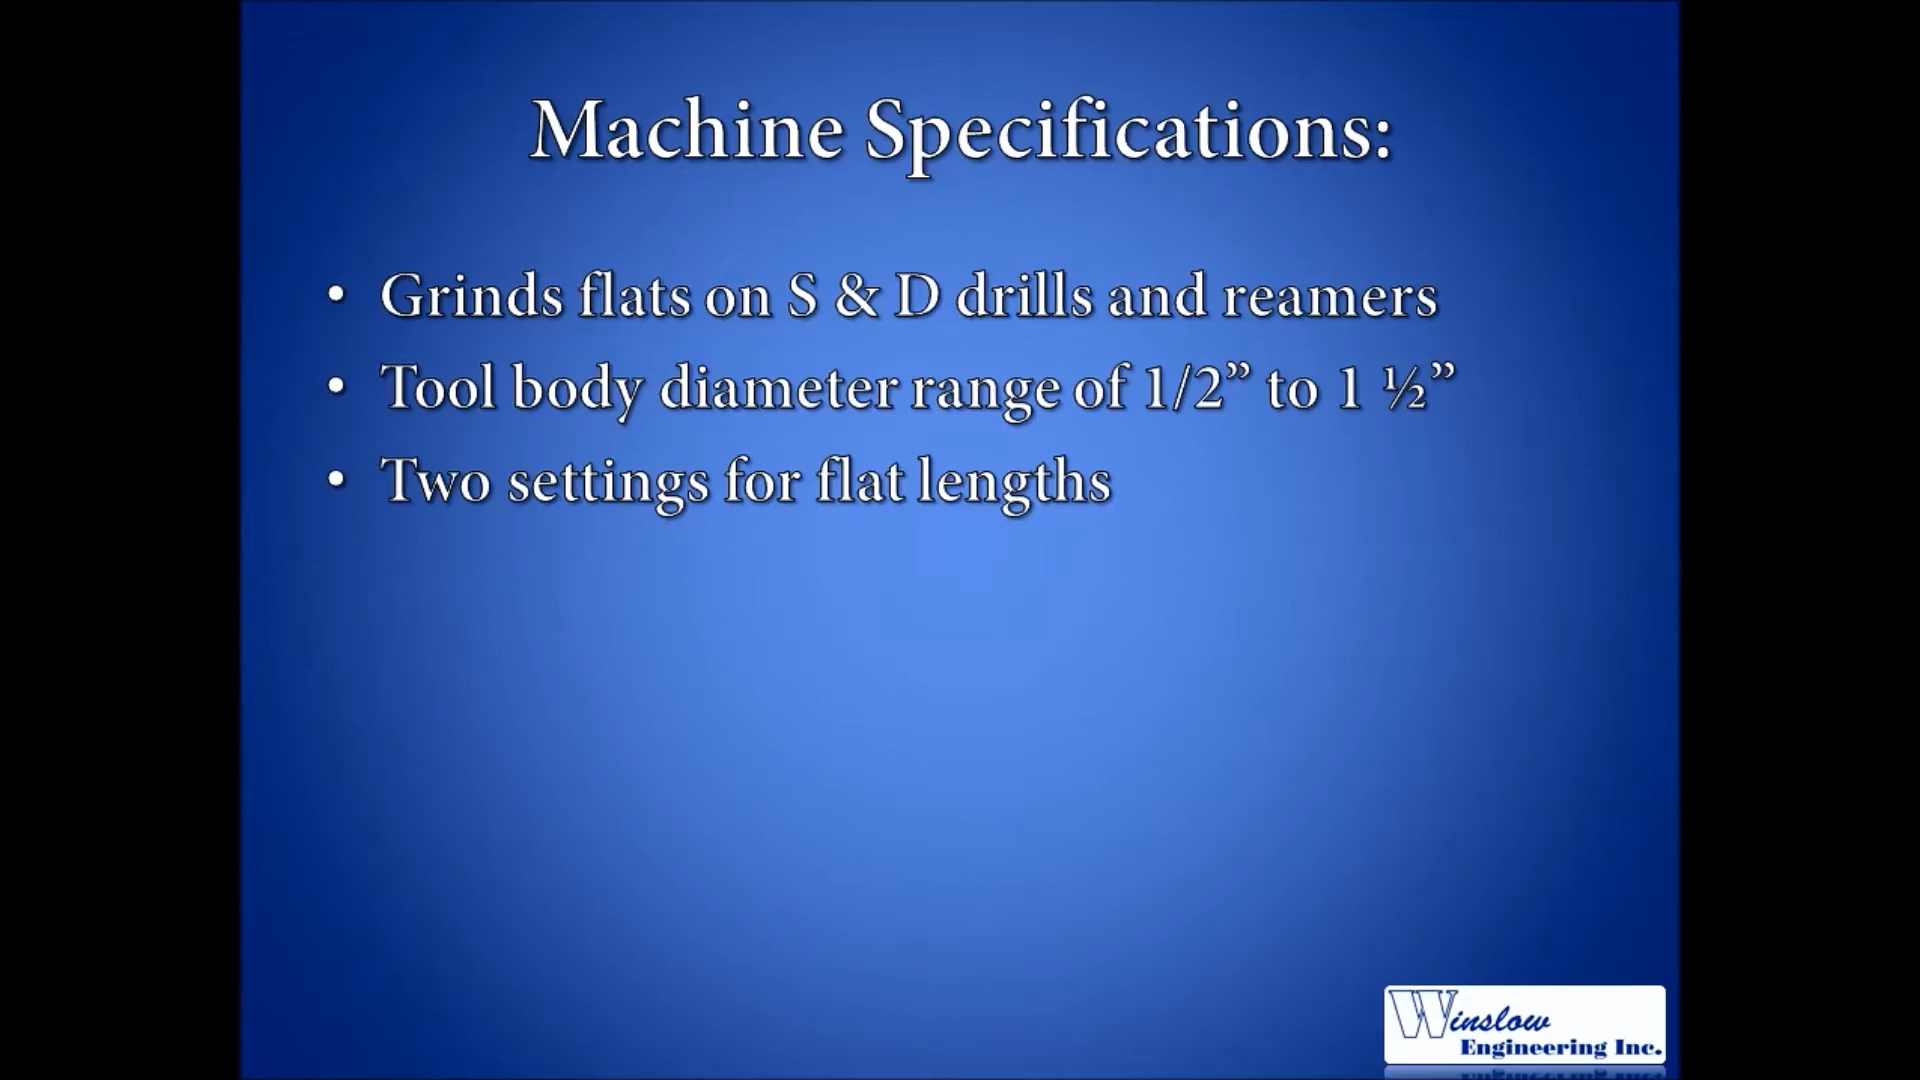 Machine Specifications:
• Grinds flats on S & D drills and reamers
• Tool body diameter range of 1/2” to 1 ½”
• Two settings for flat lengths
Winslow
Engineering Inc.